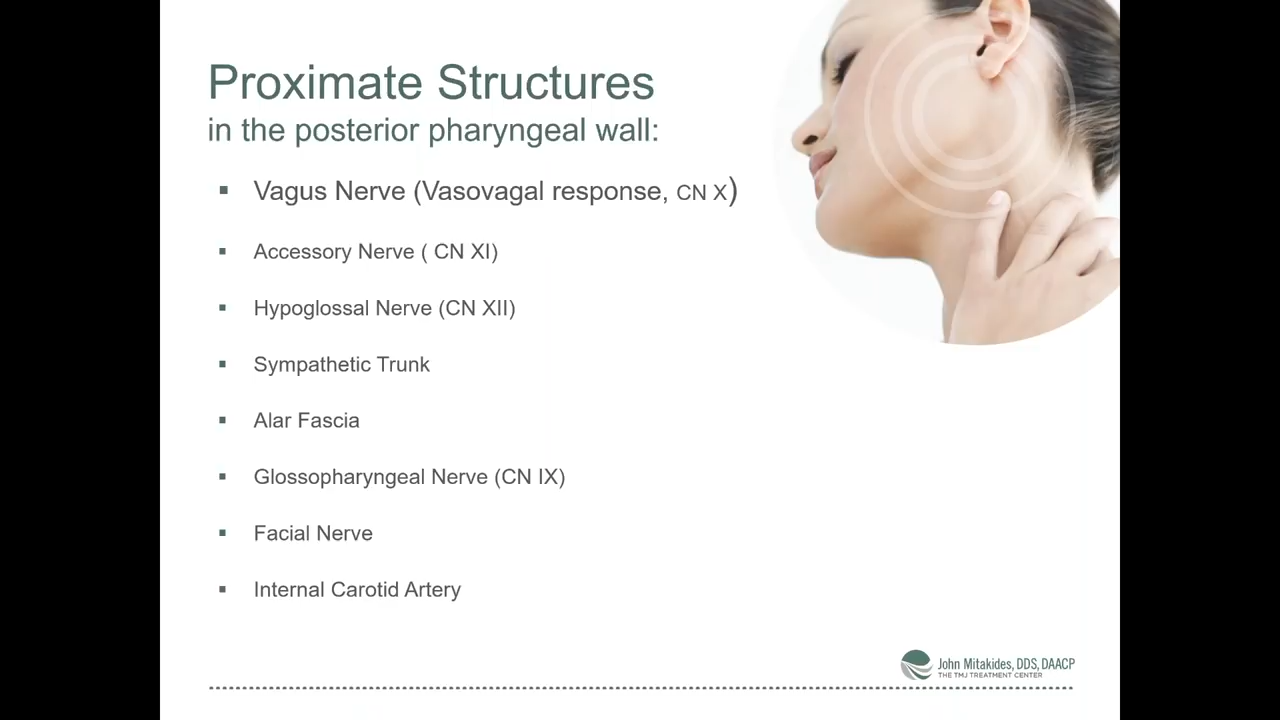 Proximate Structures
in the posterior pharyngeal wall:
▪ Vagus Nerve (Vasovagal response, CN X)
▪ Accessory Nerve ( CN XI)
▪ Hypoglossal Nerve (CN XII)
▪ Sympathetic Trunk
▪ Alar Fascia
▪ Glossopharyngeal Nerve (CN IX)
▪ Facial Nerve
▪ Internal Carotid Artery
John Mitakides, DDS, DAACP
THE TMJ TREATMENT CENTER